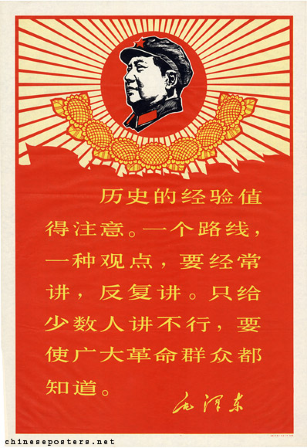 历史的经验值
得注意。一个路线，
一种观点，要经常
讲，反复讲。只给
少数人讲不行，要
使广大革命群众都
知道。
毛泽东
chineseposters.net